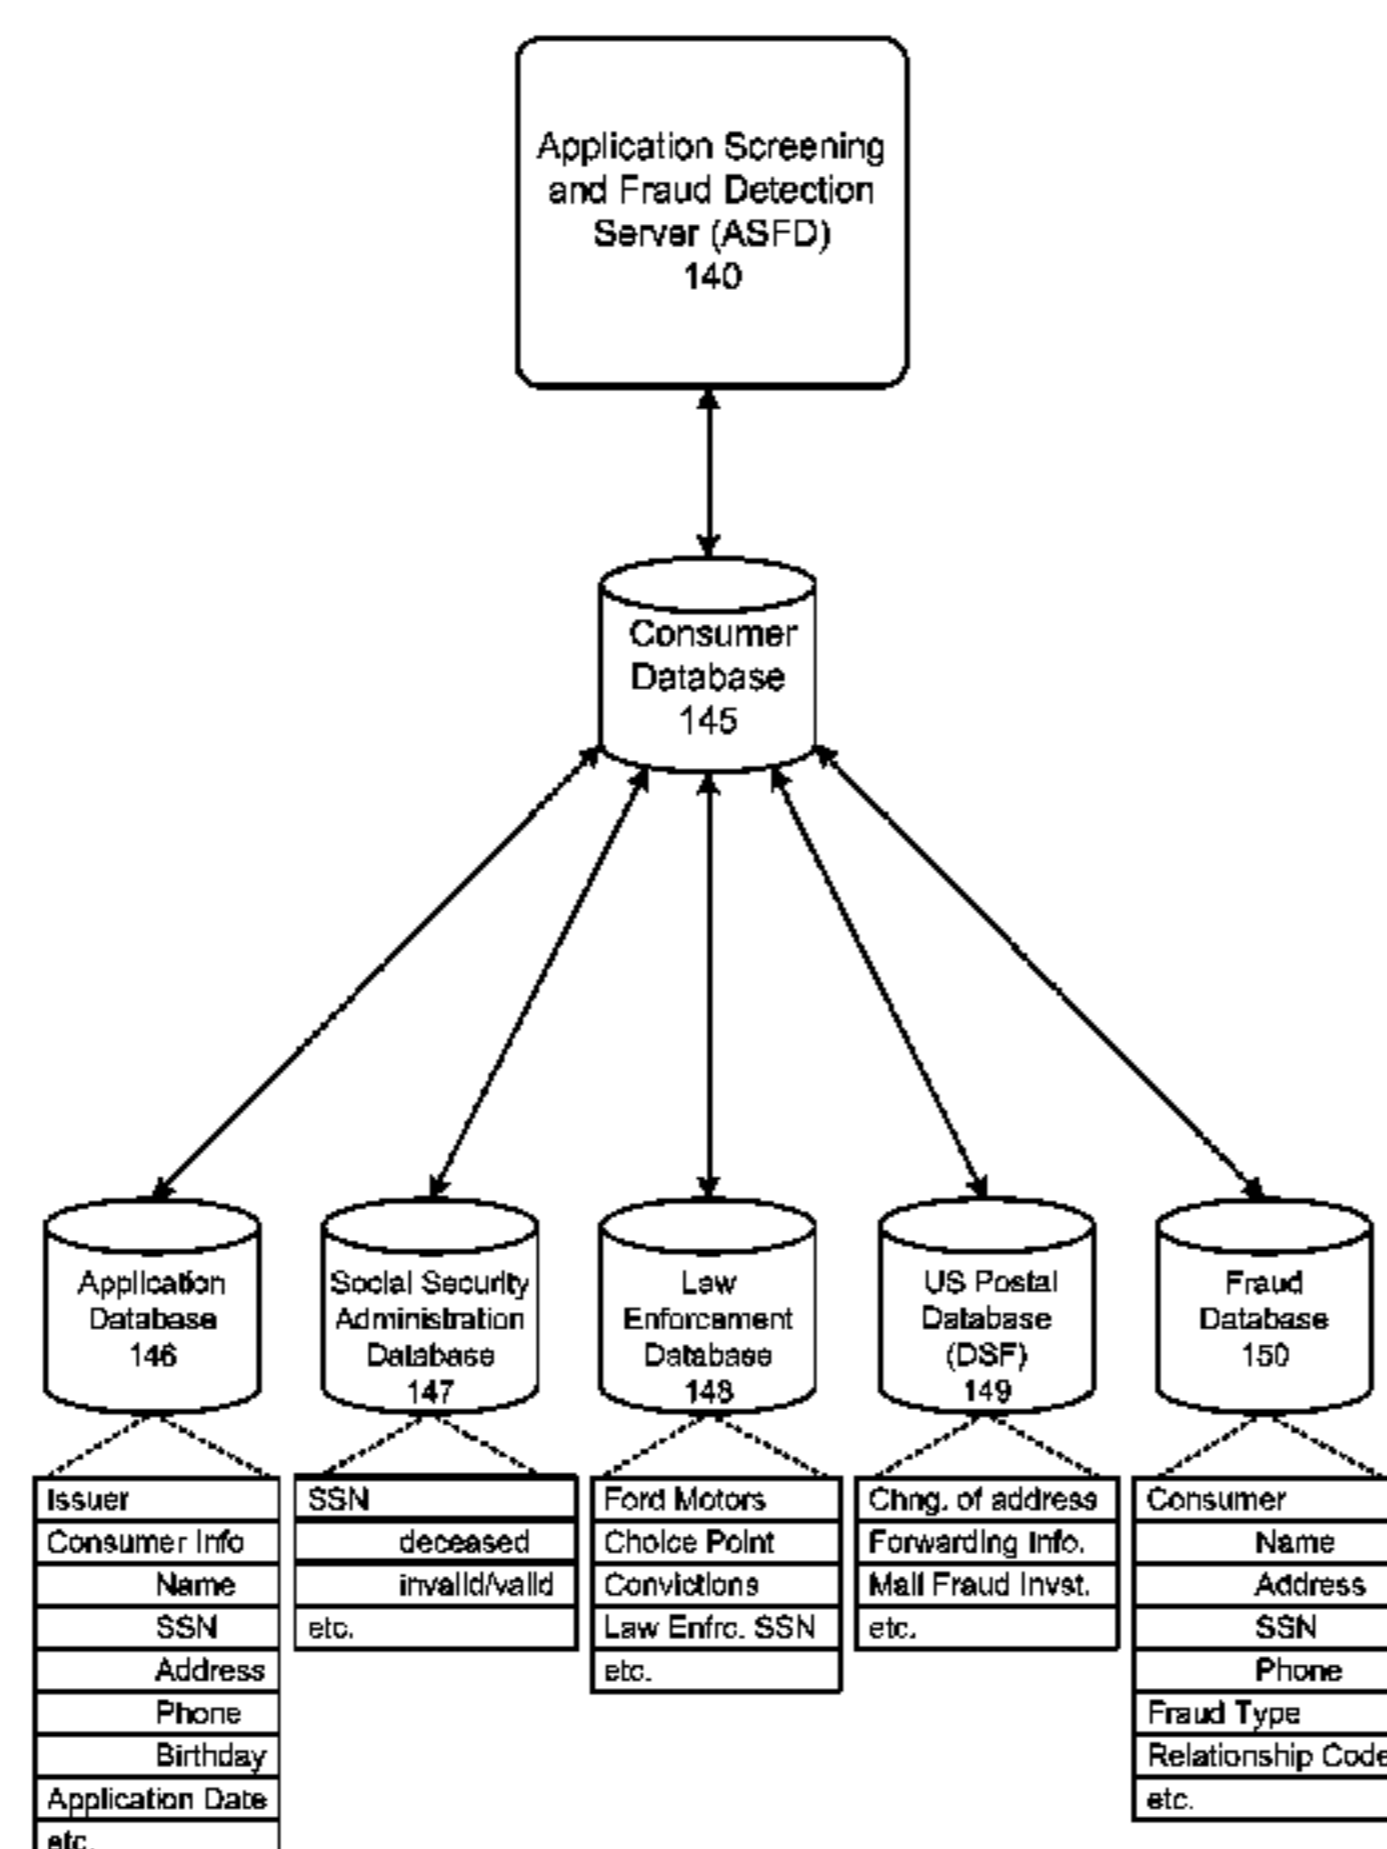 Application Screening
and Fraud Detection
Server (ASFD)
140
Consumer
Database
145
Application
Database
146
Social Security
Administration
Database
147
Law
Enforcement
Database
148
US Postal
Database
(DSF)
149
Fraud
Database
150
Issuer
Consumer Info
Name
SSN
Address
Phone
Birthday
Application Date
etc.
SSN
deceased
invalid/valid
etc.
Ford Motors
Choice Point
Convictions
Law Enfrc. SSN
etc.
Chng. of address
Forwarding Info.
Mail Fraud Invst.
etc.
Consumer
Name
Address
SSN
Phone
Fraud Type
Relationship Code
etc.